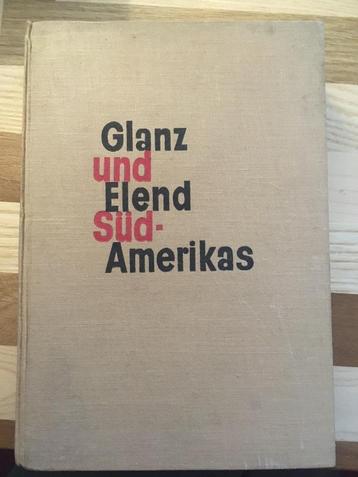 Glanz
und
Elend
Süd-
Amerikas